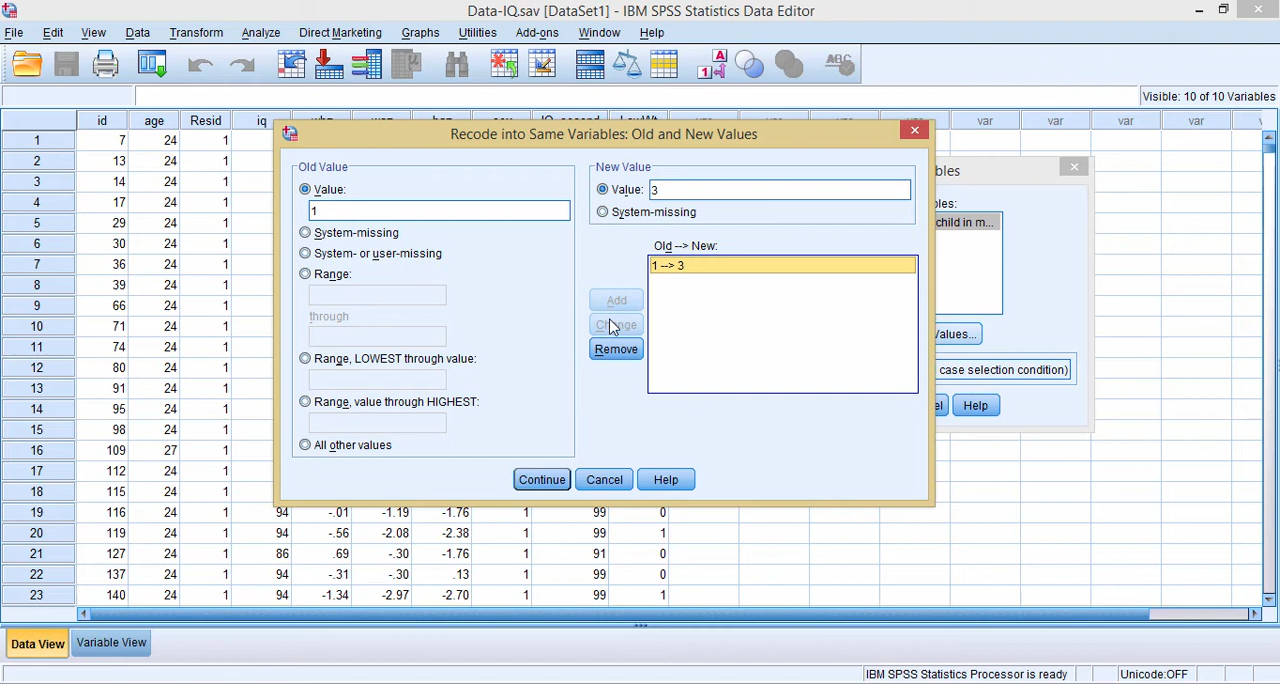 Data-IQ.sav [DataSet1] - IBM SPSS Statistics Data Editor
File Edit View Data Transform Analyze Direct Marketing Graphs Utilities Add-ons Window Help
Visible: 10 of 10 Variables
id age Resid iq var var var var
1 7 24 1
2 13 24 1
3 14 24 1
4 17 24 1
5 29 24 1
6 30 24 1
7 36 24 1
8 39 24 1
9 66 24 1
10 71 24 1
11 74 24 1
12 80 24 1
13 91 24 1
14 95 24 1
15 98 24 1
16 109 27 1
17 112 24 1
18 115 24 1
19 116 24 1 94 -.01 -1.19 -1.76 1 99 0
20 119 24 1 94 -.56 -2.08 -2.38 1 99 1
21 127 24 1 86 .69 -.30 -1.76 1 91 0
22 137 24 1 94 -.31 -.30 .13 1 99 0
23 140 24 1 94 -1.34 -2.97 -2.70 1 99 1
Recode into Same Variables: Old and New Values
Old Value
Value:
1
System-missing
System- or user-missing
Range:
through
Range, LOWEST through value:
Range, value through HIGHEST:
All other values
New Value
Value: 3
System-missing
Old --> New:
1 --> 3
Add
Change
Remove
Continue Cancel Help
bles
bles:
child in m...
Values...
case selection condition)
el Help
Data View Variable View
IBM SPSS Statistics Processor is ready Unicode:OFF